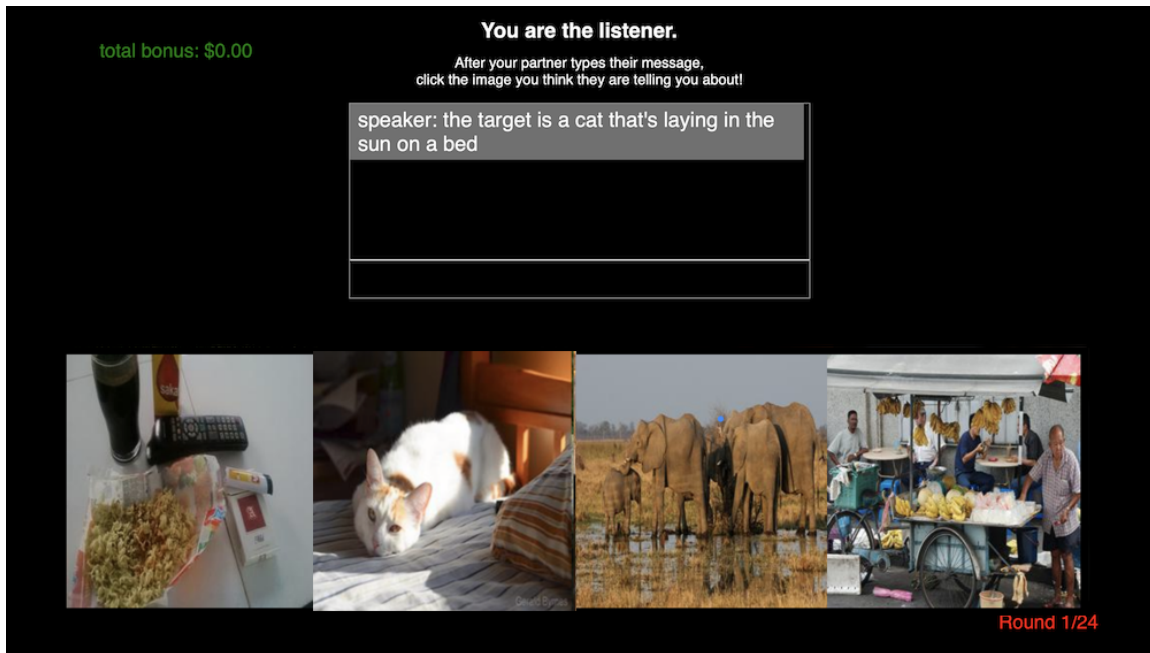 You are the listener.
total bonus: $0.00
After your partner types their message,
click the image you think they are telling you about!
speaker: the target is a cat that's laying in the
sun on a bed
Round 1/24